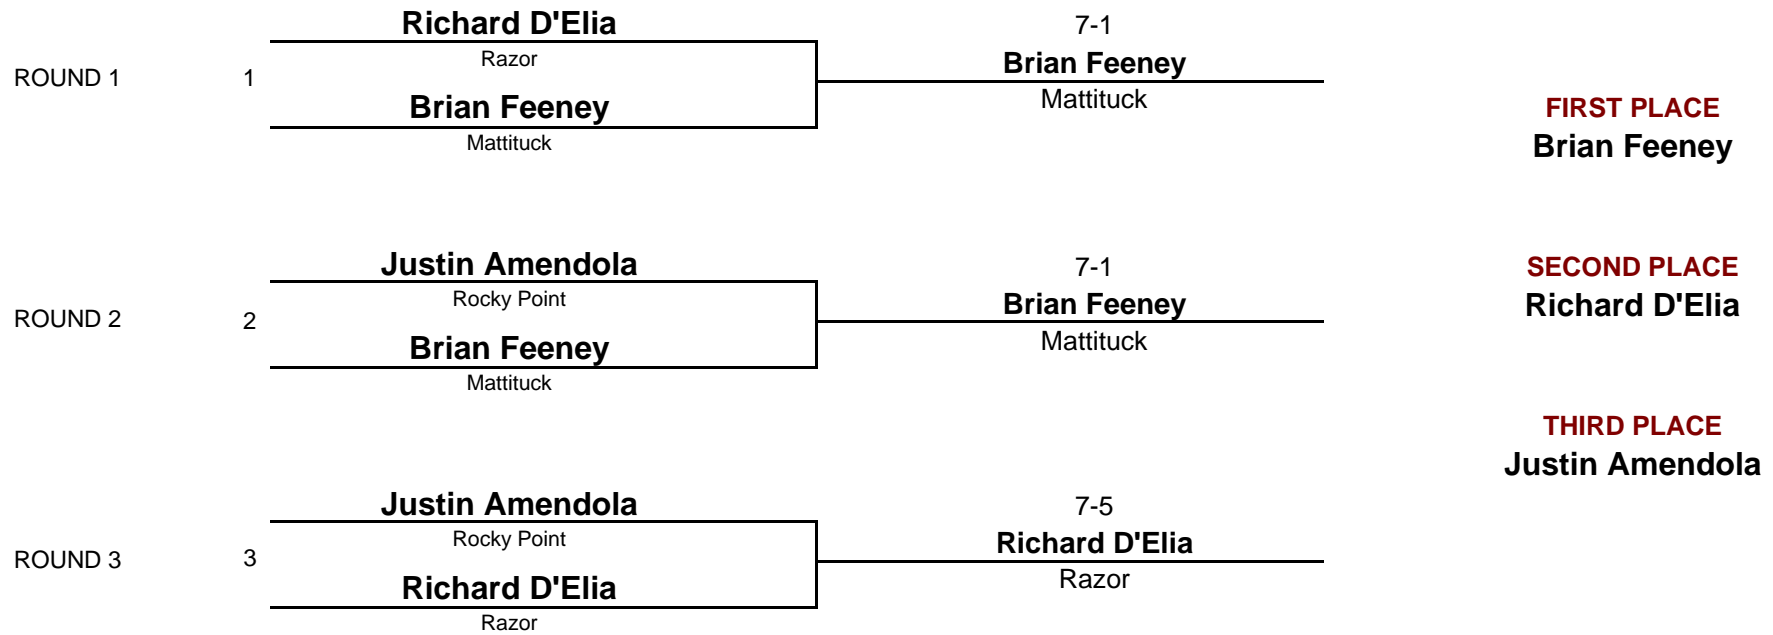 Richard D'Elia
7-1
Razor
Brian Feeney
ROUND 1
1
Brian Feeney
Mattituck
FIRST PLACE
Mattituck
Brian Feeney
Justin Amendola
7-1
SECOND PLACE
Rocky Point
Brian Feeney
Richard D'Elia
ROUND 2
2
Brian Feeney
Mattituck
Mattituck
THIRD PLACE
Justin Amendola
Justin Amendola
7-5
Rocky Point
Richard D'Elia
ROUND 3
3
Richard D'Elia
Razor
Razor